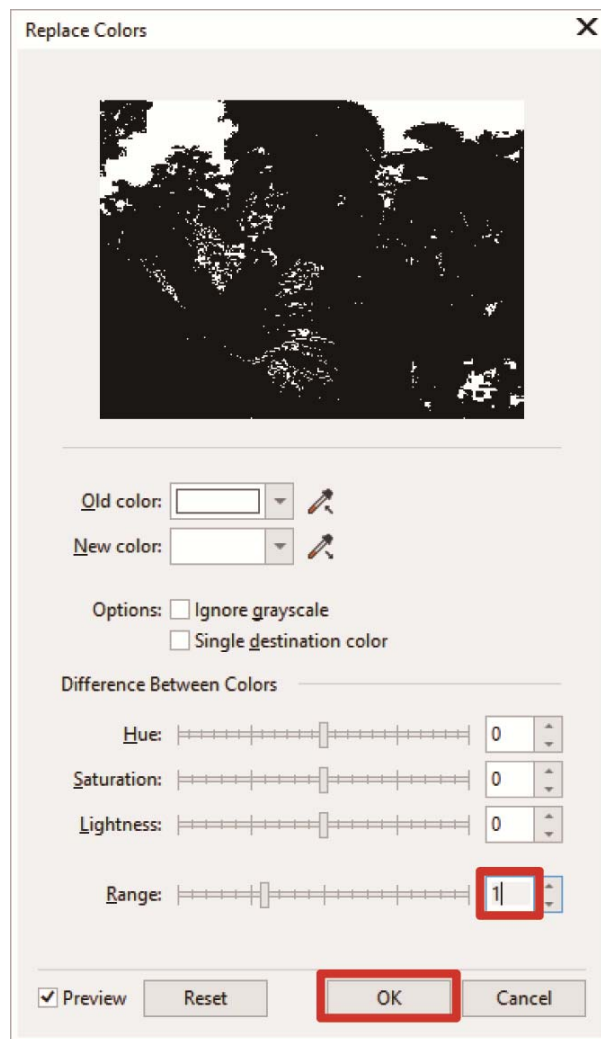 Replace Colors
Old color:
New color:
Options: Ignore grayscale
Single destination color
Difference Between Colors
Hue: 0
Saturation: 0
Lightness: 0
Range: 1
Preview Reset OK Cancel